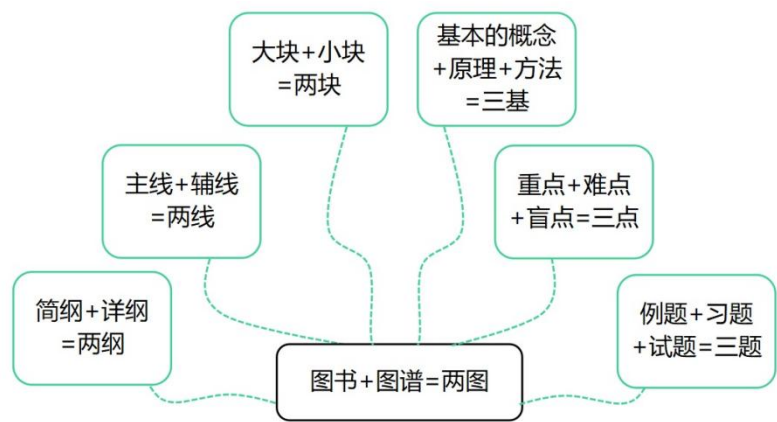 大块+小块
=两块
基本的概念
+原理+方法
=三基
主线+辅线
=两线
重点+难点
+盲点=三点
简纲+详纲
=两纲
例题+习题
+试题=三题
图书+图谱=两图